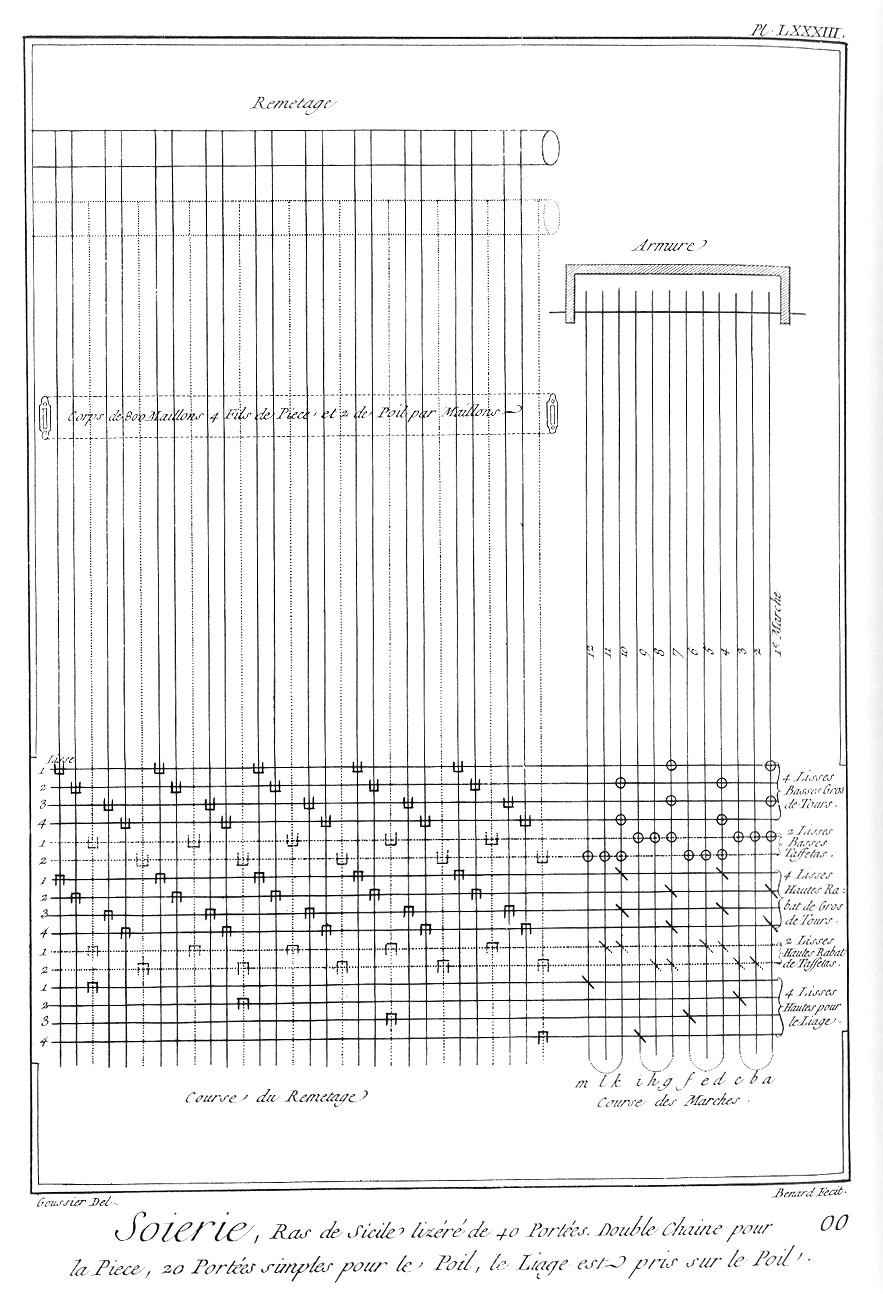 Pl. LXXXIII.
Remetage
Armure
Corps de 800 Maillons 4 Fils de Piece et 2 de Poil par Maillons
12 11 10 9 8 7 6 5 4 3 2 1.e Marche
Lisse
1
2
3
4
1
2
1
2
3
4
1
2
1
2
3
4
4 Lisses
Basses Gros
de Tours.
2 Lisses
Basses
Taffetas.
4 Lisses
Hautes Ra:
bat de Gros
de Tours.
2 Lisses
Hautes Rabat
de Taffetas.
4 Lisses
Hautes pour
le Liage.
m l k i h g f e d c b a
Course du Remetage
Course des Marches.
Goussier Del.
Benard Fecit.
Soierie, Ras de Sicile lizéré de 40 Portées. Double Chaine pour
la Piece, 20 Portées simples pour le Poil, le Liage est pris sur le Poil.
OO